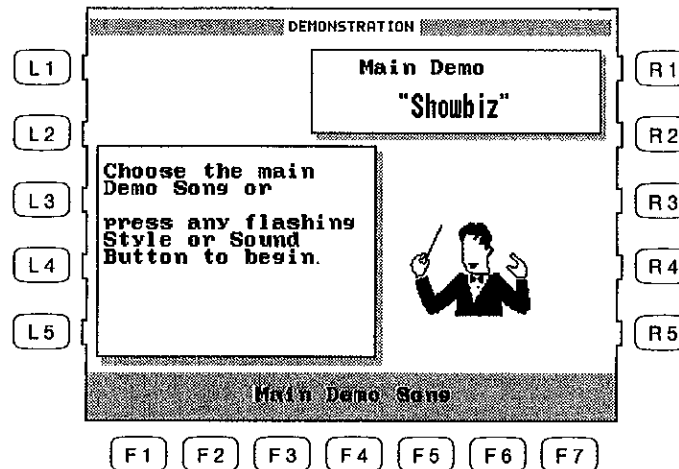 DEMONSTRATION
L1
Main Demo
R1
"Showbiz"
L2
R2
Choose the main
Demo Song or
L3
R3
press any flashing
Style or Sound
Button to begin.
L4
R4
L5
R5
Main Demo Song
F1 F2 F3 F4 F5 F6 F7